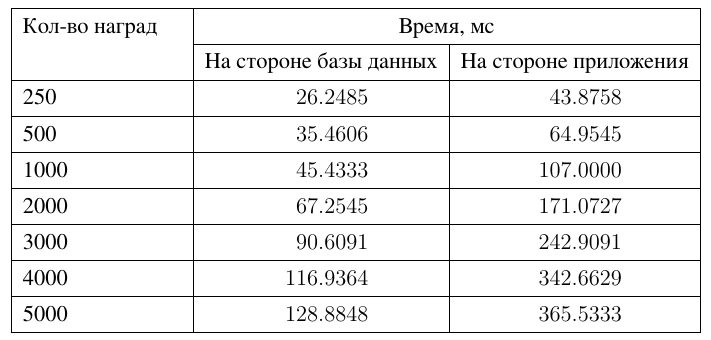 Кол-во наград Время, мс
На стороне базы данных На стороне приложения
250 26.2485 43.8758
500 35.4606 64.9545
1000 45.4333 107.0000
2000 67.2545 171.0727
3000 90.6091 242.9091
4000 116.9364 342.6629
5000 128.8848 365.5333